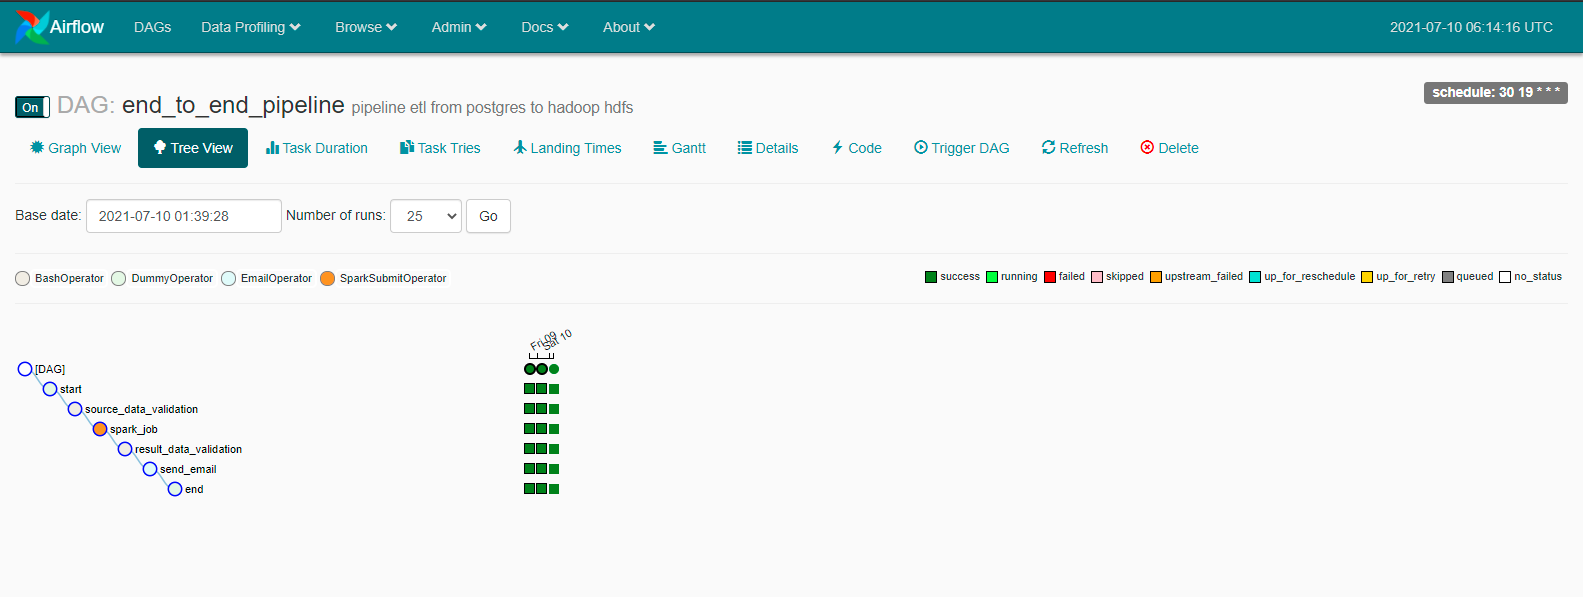 Airflow DAGs Data Profiling Browse Admin Docs About 2021-07-10 06:14:16 UTC
schedule: 30 19 * * *
On DAG: end_to_end_pipeline pipeline etl from postgres to hadoop hdfs
Graph View Tree View Task Duration Task Tries Landing Times Gantt Details Code Trigger DAG Refresh Delete
Base date: 2021-07-10 01:39:28 Number of runs: 25 Go
BashOperator DummyOperator EmailOperator SparkSubmitOperator success running failed skipped upstream_failed up_for_reschedule up_for_retry queued no_status
Fri 09 Sat 10
[DAG]
start
source_data_validation
spark_job
result_data_validation
send_email
end